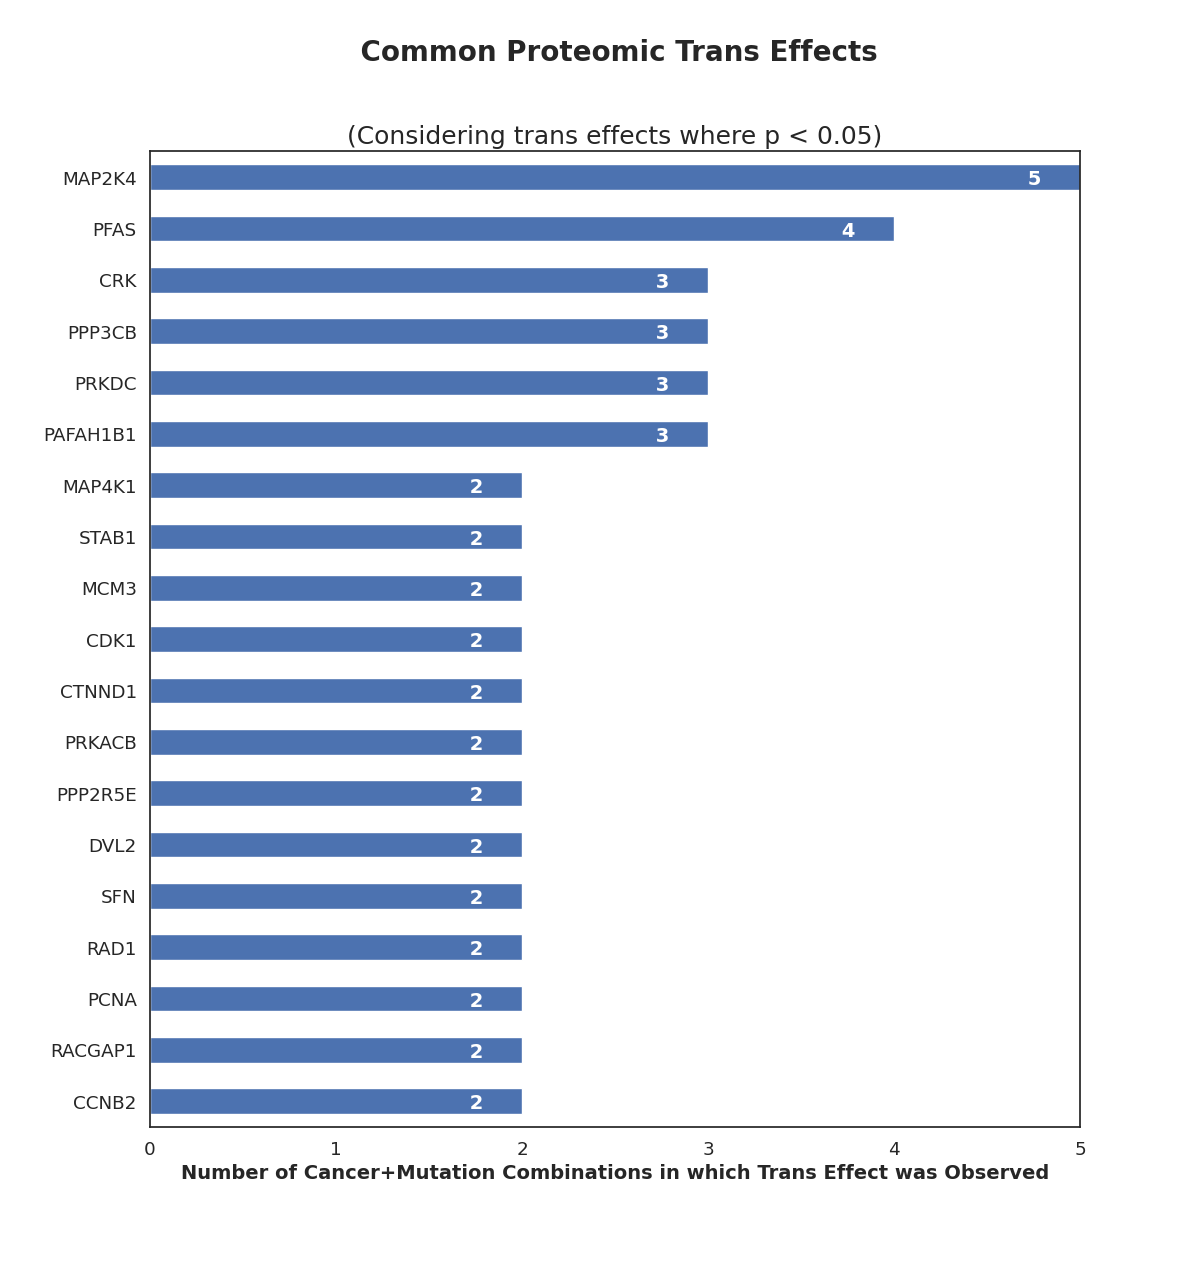 Common Proteomic Trans Effects
(Considering trans effects where p < 0.05)
MAP2K4 5
PFAS 4
CRK 3
PPP3CB 3
PRKDC 3
PAFAH1B1 3
MAP4K1 2
STAB1 2
MCM3 2
CDK1 2
CTNND1 2
PRKACB 2
PPP2R5E 2
DVL2 2
SFN 2
RAD1 2
PCNA 2
RACGAP1 2
CCNB2 2
0 1 2 3 4 5
Number of Cancer+Mutation Combinations in which Trans Effect was Observed